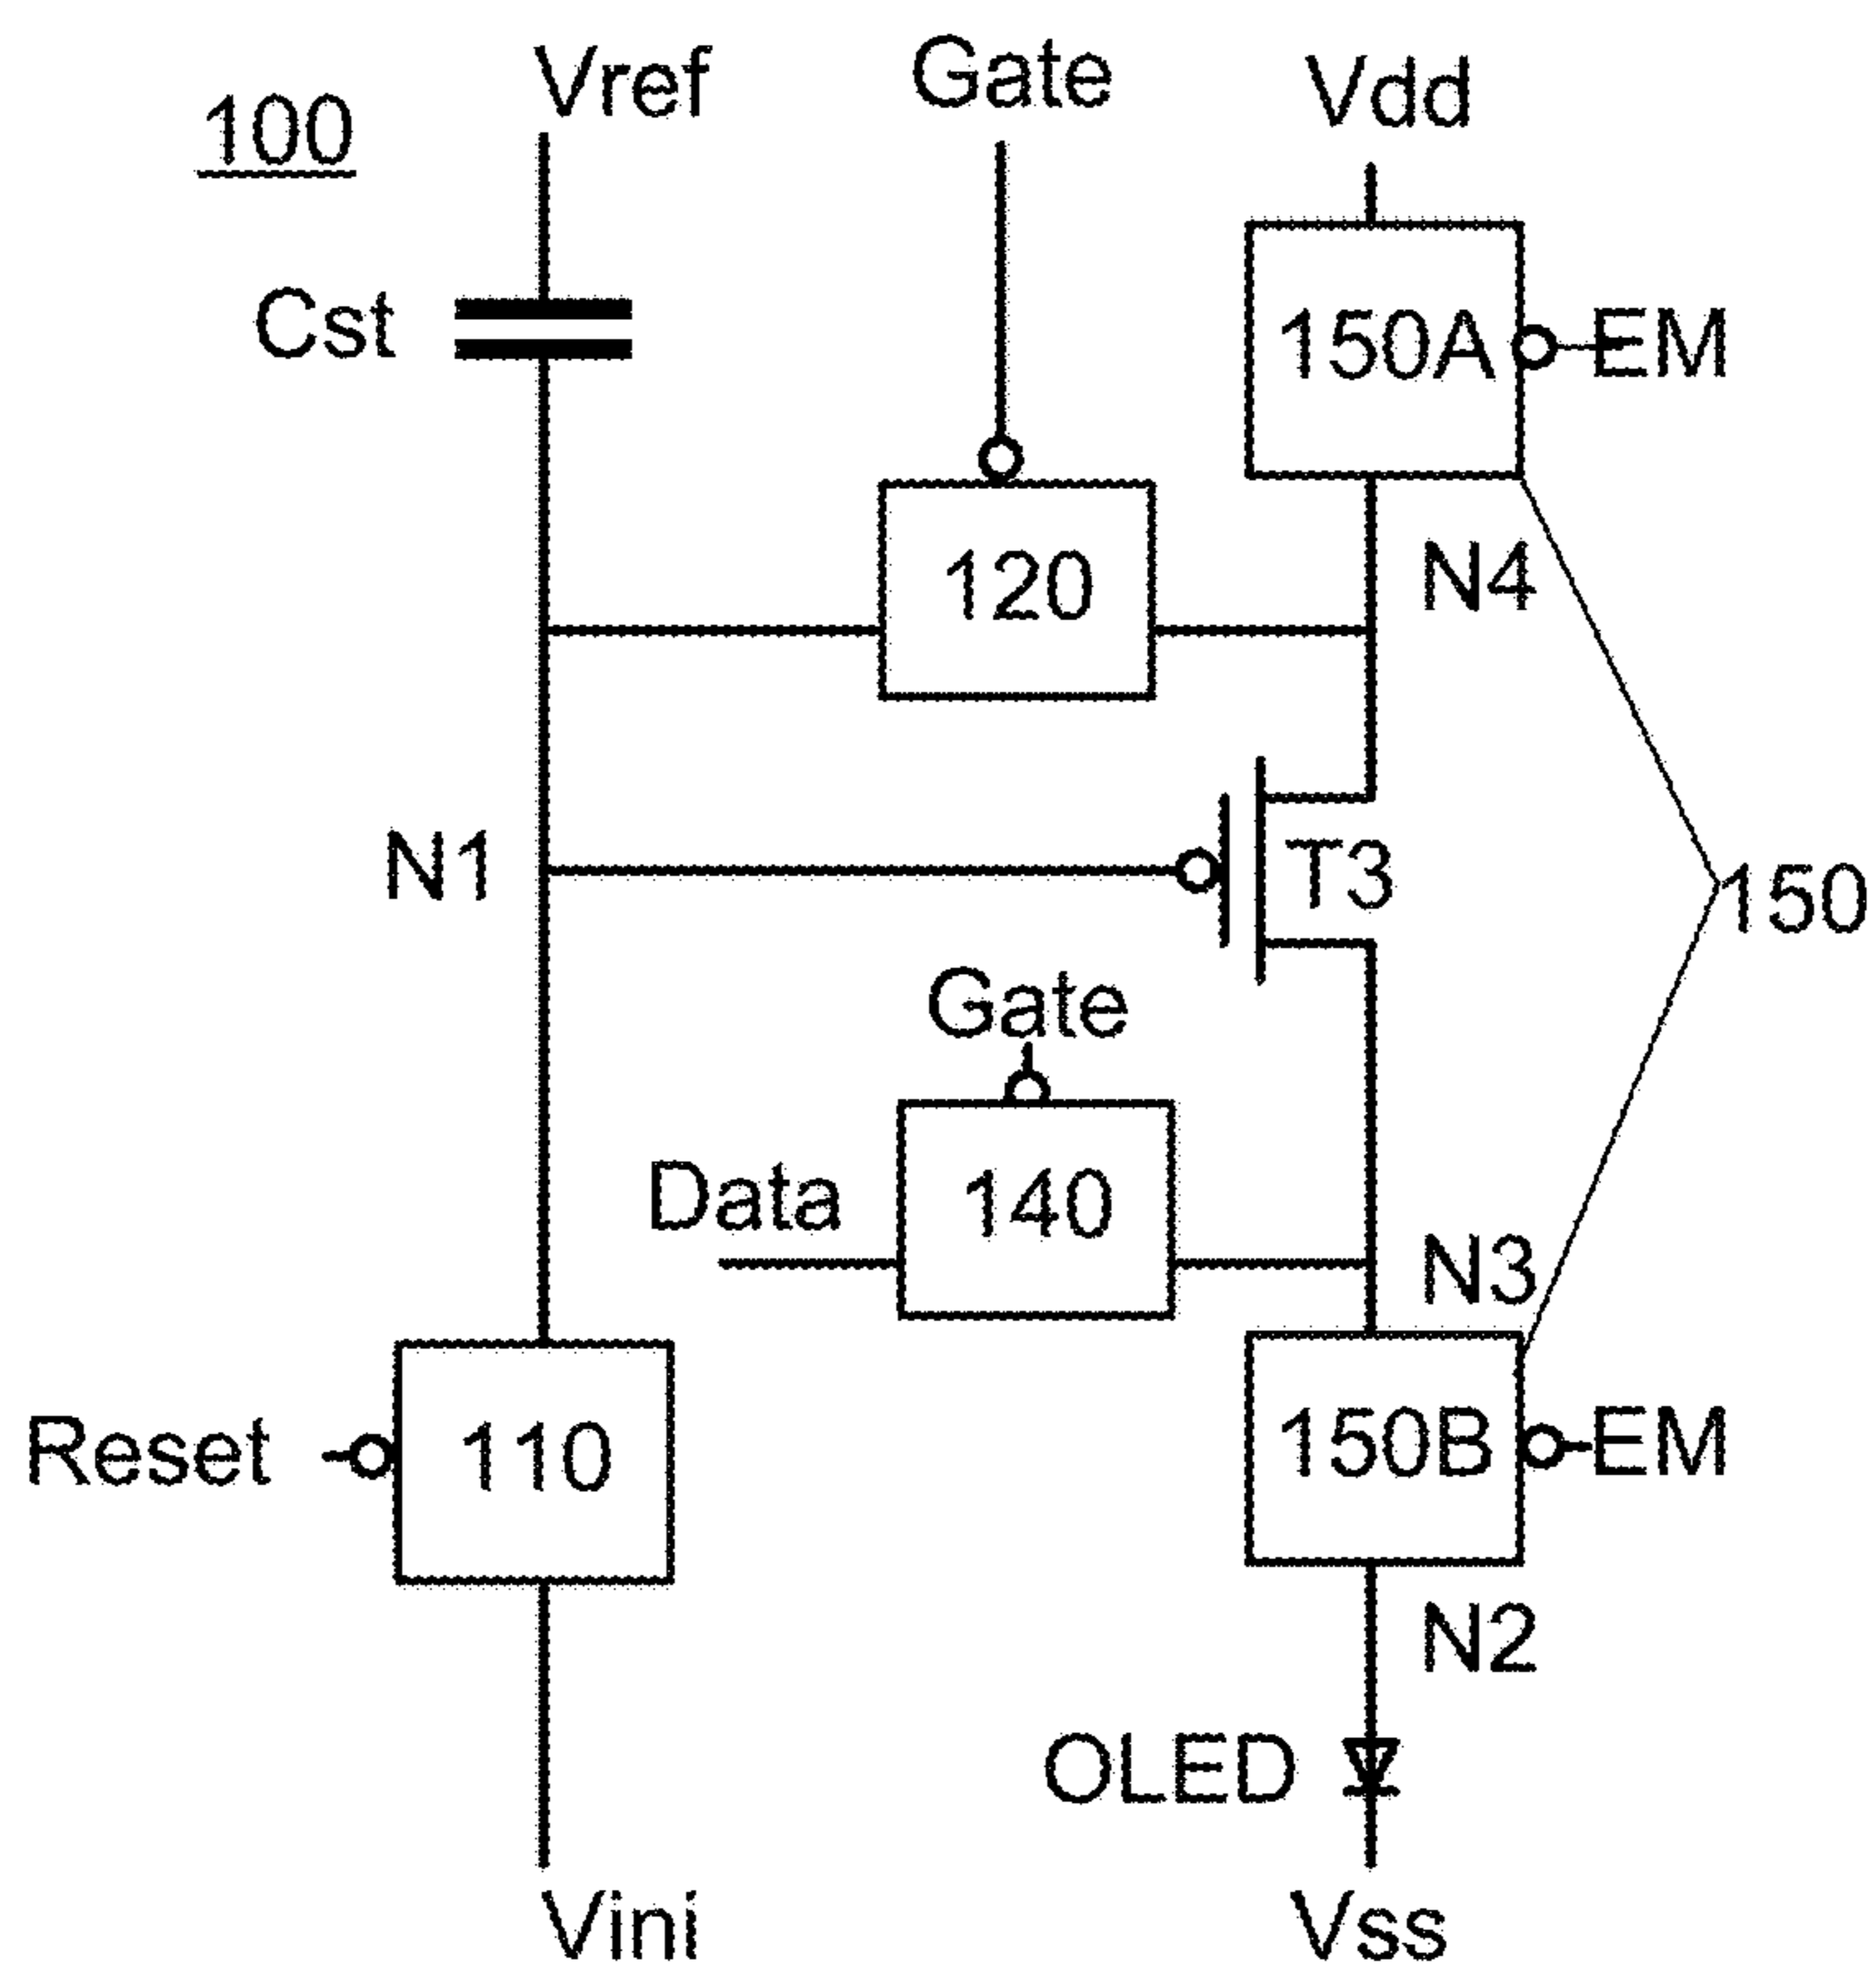 100
Vref
Gate
Vdd
Cst
150A
EM
120
N4
N1
T3
150
Gate
Data
140
N3
Reset
110
150B
EM
N2
OLED
Vini
Vss